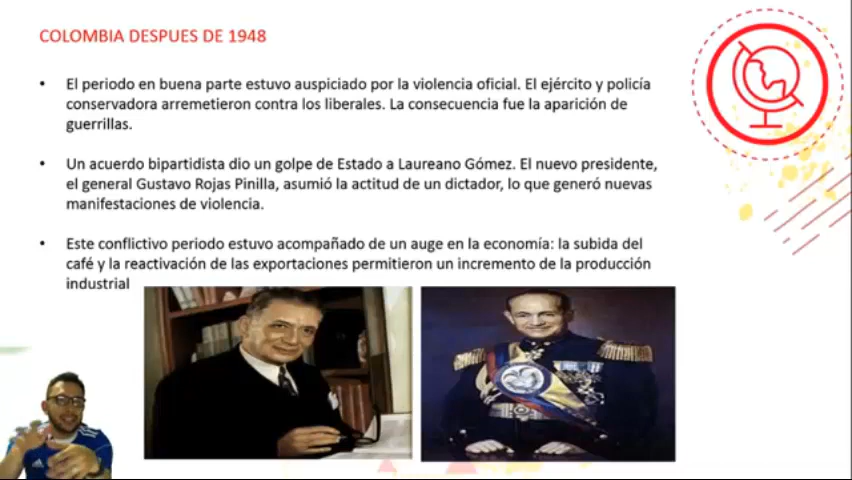 COLOMBIA DESPUES DE 1948
• El periodo en buena parte estuvo auspiciado por la violencia oficial. El ejército y policía
conservadora arremetieron contra los liberales. La consecuencia fue la aparición de
guerrillas.
• Un acuerdo bipartidista dio un golpe de Estado a Laureano Gómez. El nuevo presidente,
el general Gustavo Rojas Pinilla, asumió la actitud de un dictador, lo que generó nuevas
manifestaciones de violencia.
• Este conflictivo periodo estuvo acompañado de un auge en la economía: la subida del
café y la reactivación de las exportaciones permitieron un incremento de la producción
industrial